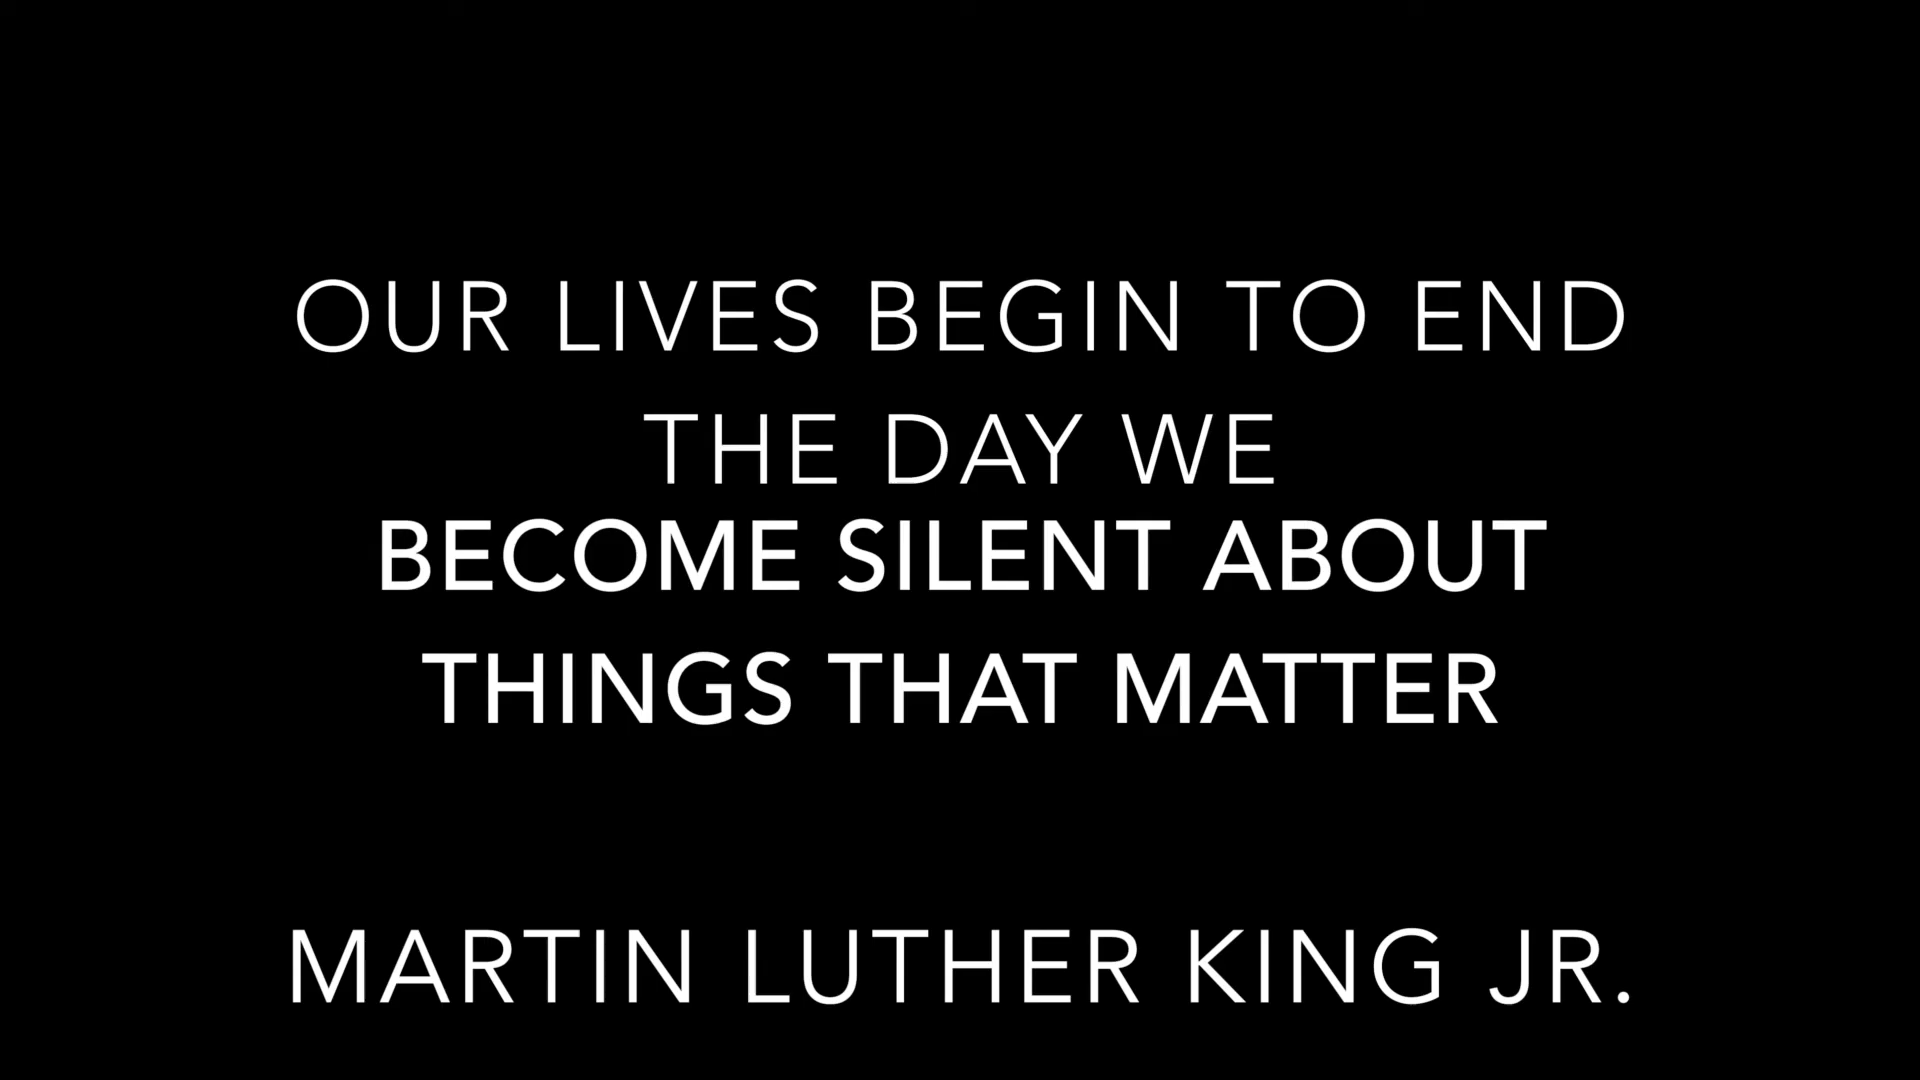 OUR LIVES BEGIN TO END
THE DAY WE
BECOME SILENT ABOUT
THINGS THAT MATTER
MARTIN LUTHER KING JR.